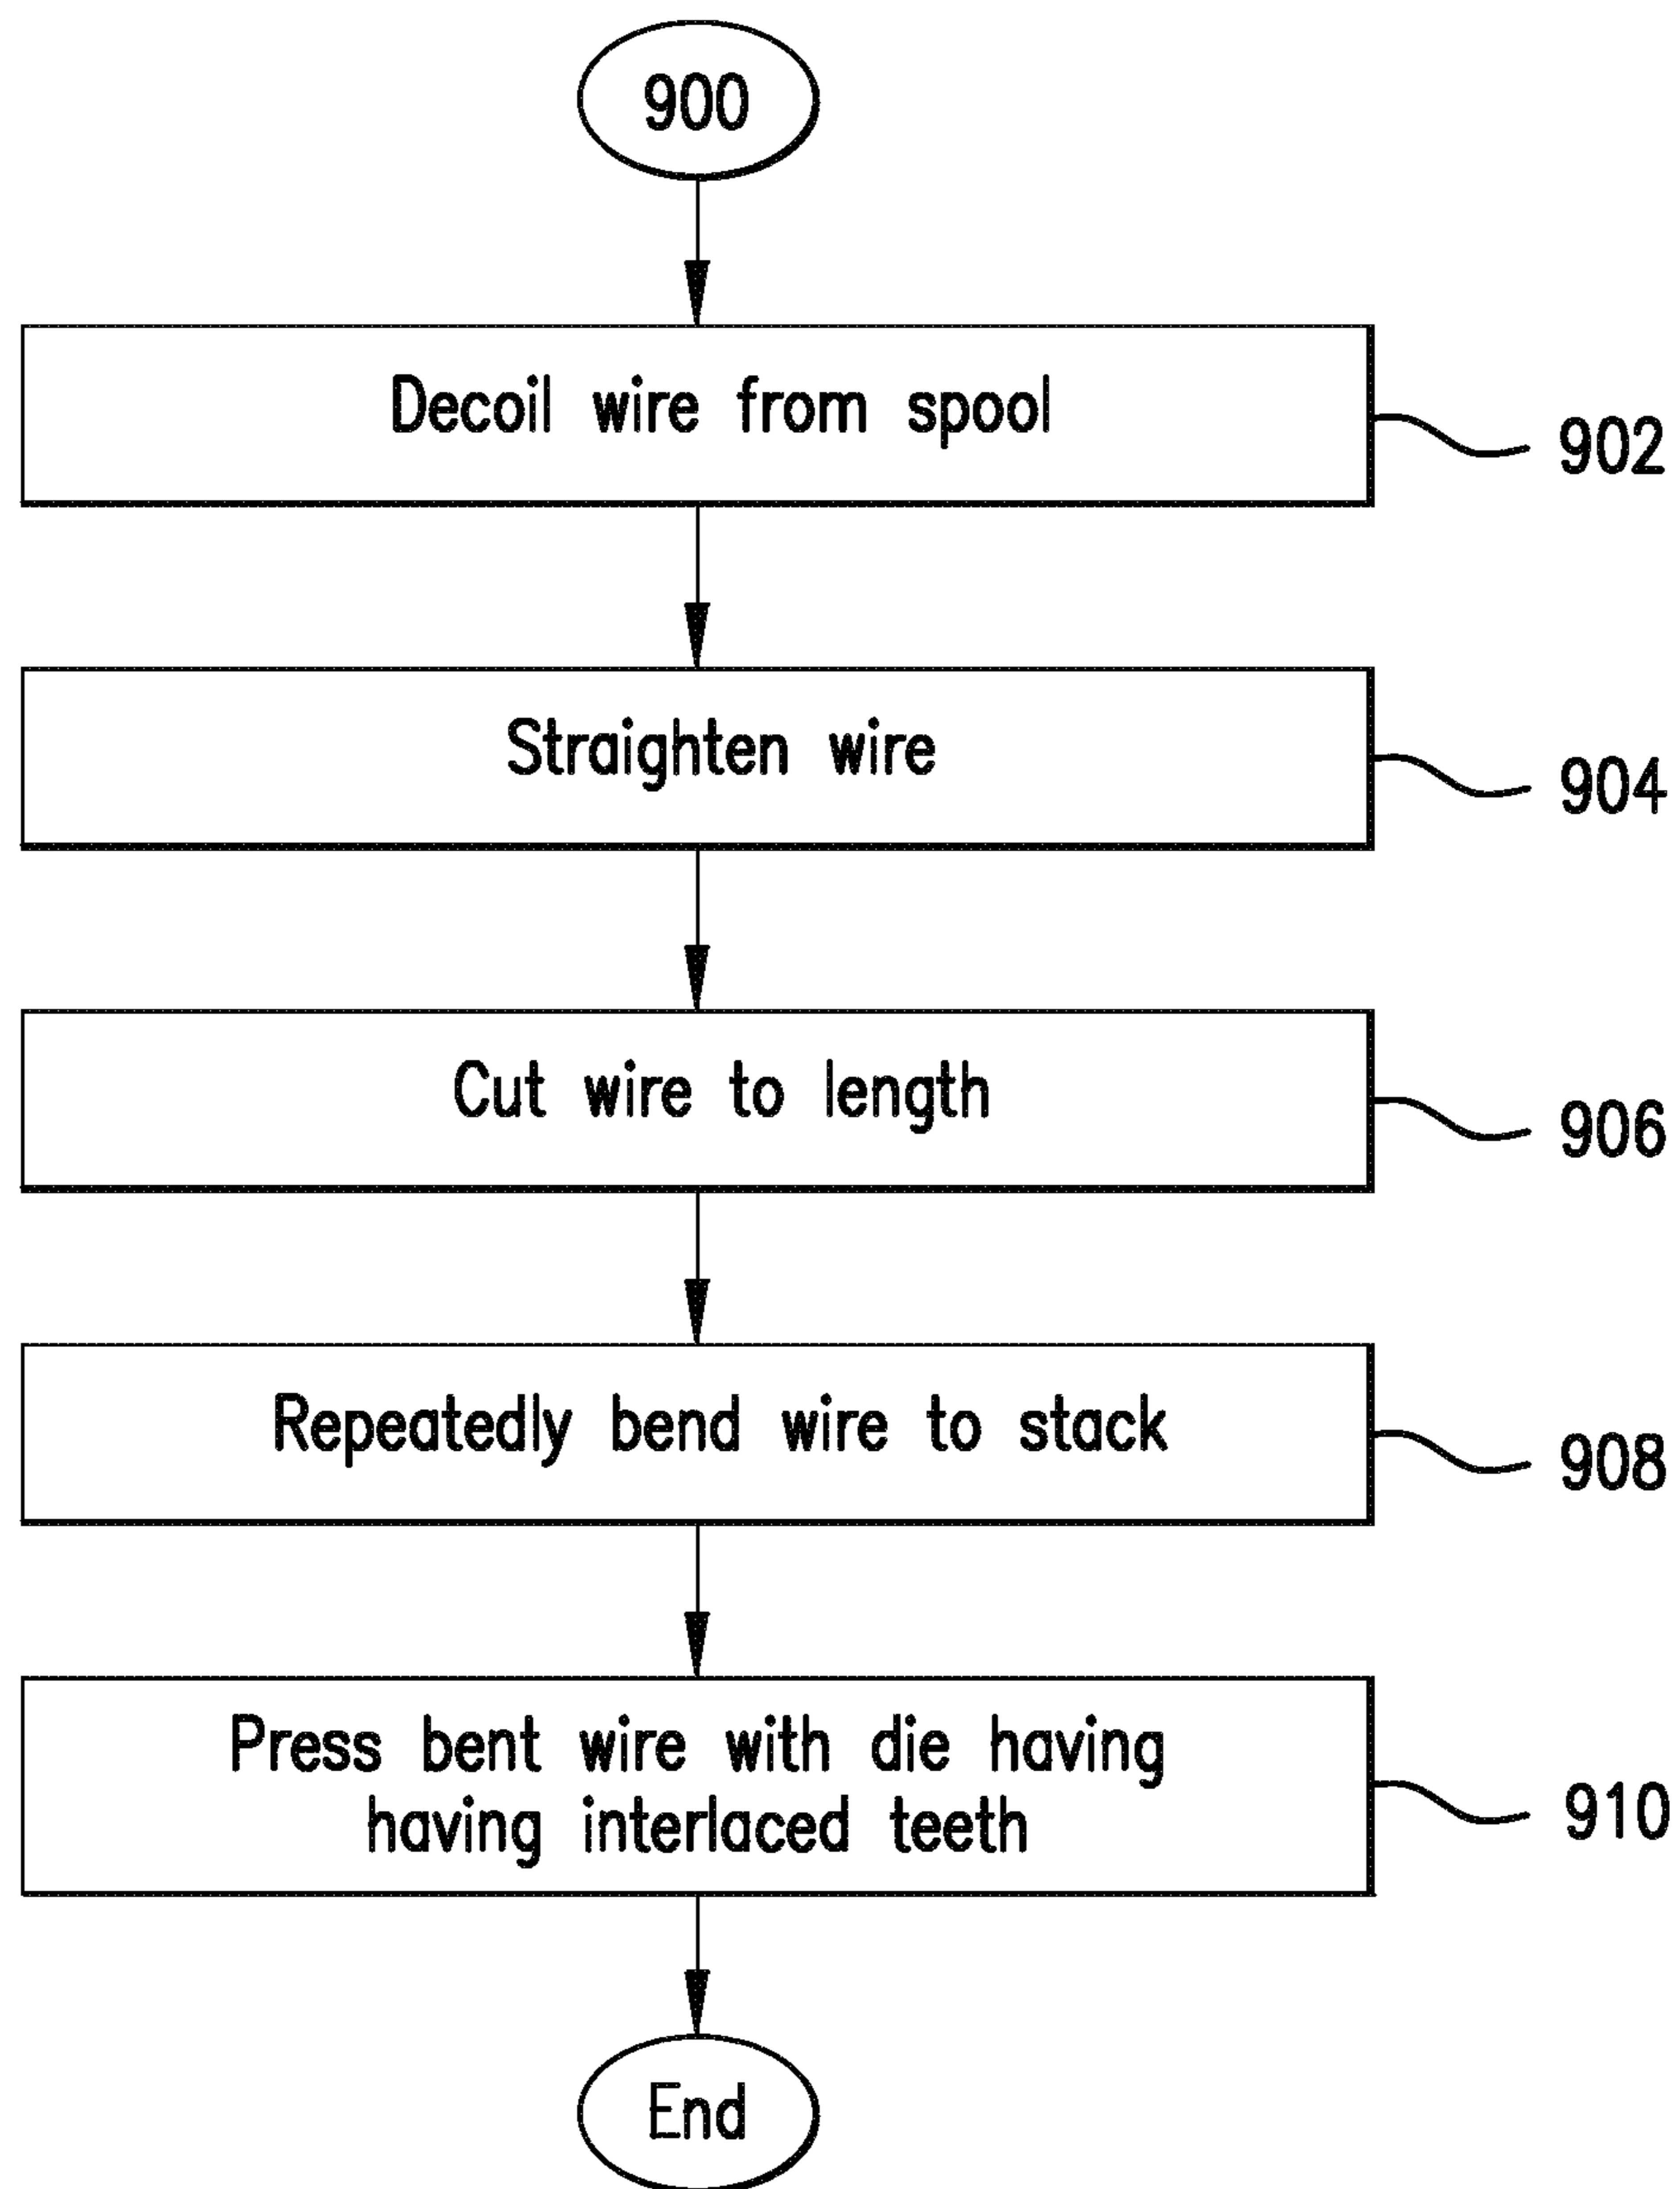 900
Decoil wire from spool
902
Straighten wire
904
Cut wire to length
906
Repeatedly bend wire to stack
908
Press bent wire with die having
having interlaced teeth
910
End